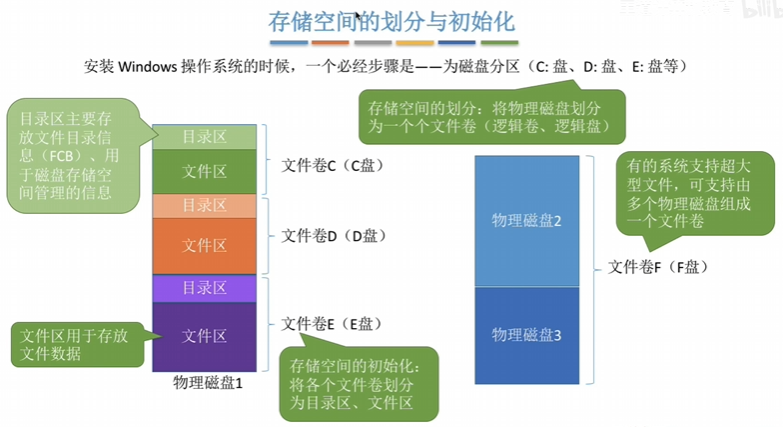 存储空间的划分与初始化
安装 Windows 操作系统的时候，一个必经步骤是——为磁盘分区（C: 盘、D: 盘、E: 盘等）
存储空间的划分：将物理磁盘划分
为一个个文件卷（逻辑卷、逻辑盘）
目录区主要存
放文件目录信
息（FCB）、用
于磁盘存储空
间管理的信息
目录区
文件区
文件卷C（C盘）
目录区
文件区
文件卷D（D盘）
目录区
文件区
文件卷E（E盘）
文件区用于存放
文件数据
物理磁盘1
存储空间的初始化：
将各个文件卷划分
为目录区、文件区
物理磁盘2
物理磁盘3
有的系统支持超大
型文件，可支持由
多个物理磁盘组成
一个文件卷
文件卷F（F盘）